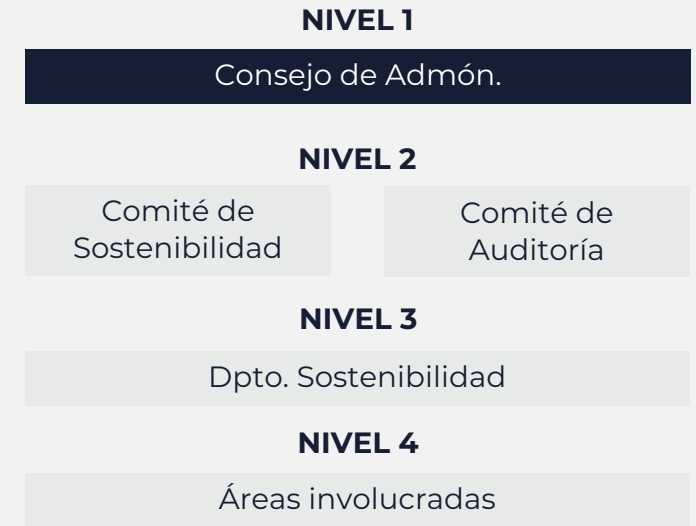 NIVEL 1
Consejo de Admón.
NIVEL 2
Comité de
Sostenibilidad
Comité de
Auditoría
NIVEL 3
Dpto. Sostenibilidad
NIVEL 4
Áreas involucradas